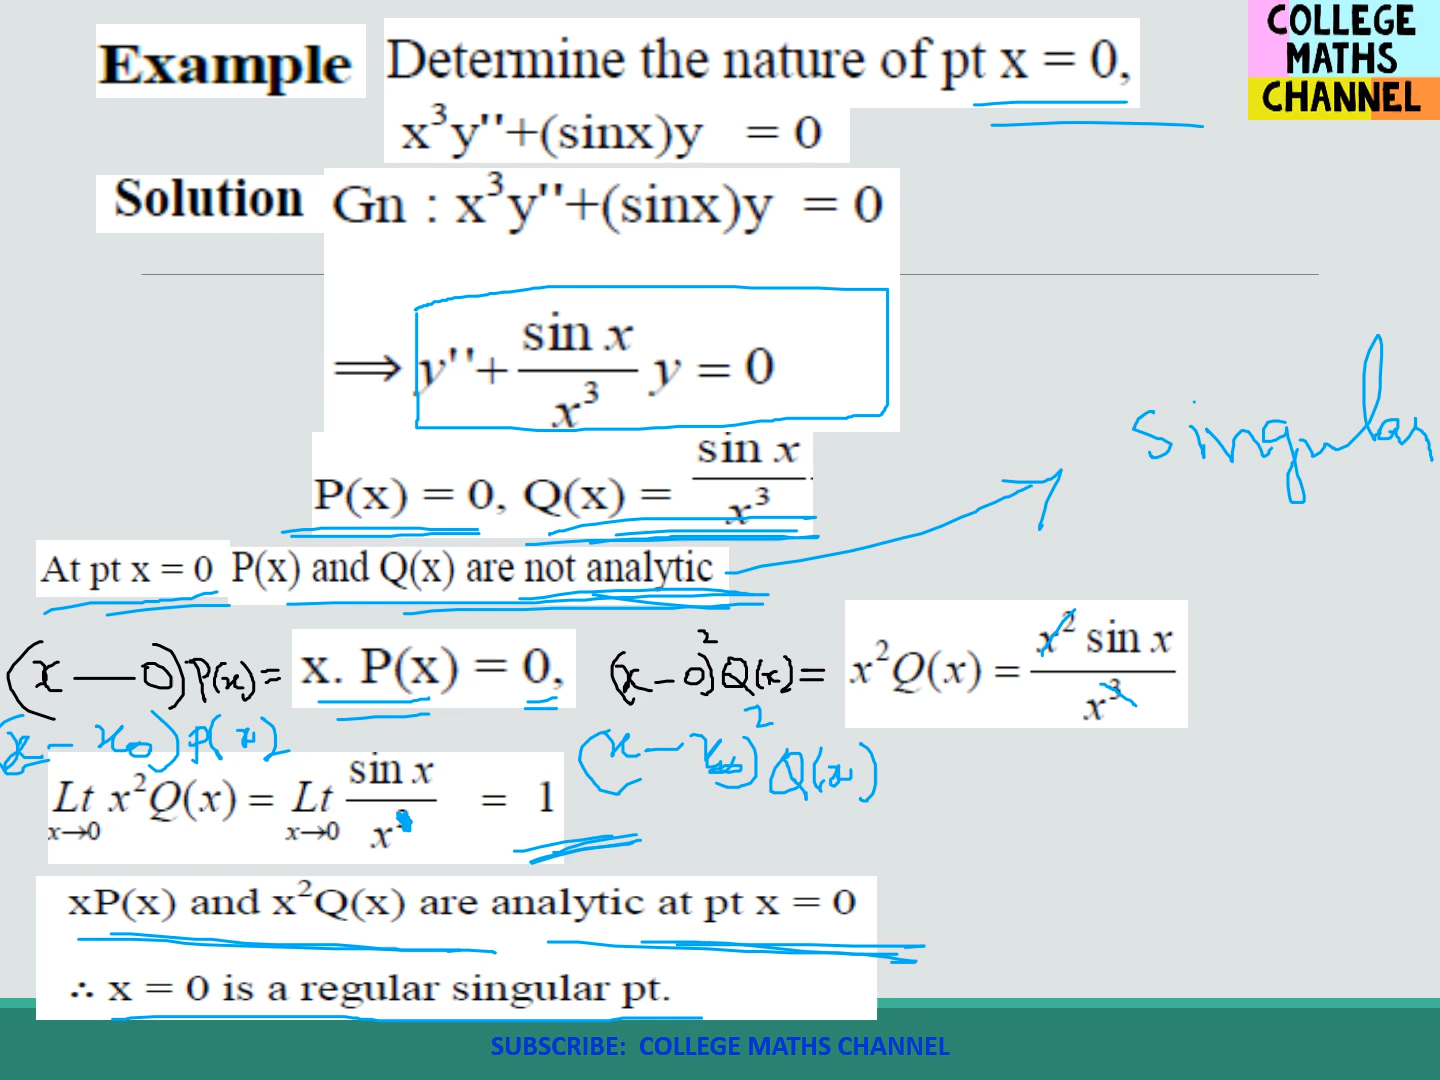 COLLEGE
MATHS
CHANNEL
Example Determine the nature of pt x = 0,
x³y''+(sinx)y = 0
Solution Gn : x³y''+(sinx)y = 0
⟹ y''+ sin x / x³ y = 0
singular
P(x) = 0, Q(x) = sin x / x³
At pt x = 0 P(x) and Q(x) are not analytic
(x — 0)P(x) = x. P(x) = 0, (x-0)²Q(x) = x²Q(x) = x² sin x / x³
(x - x₀)P(x) (x - x₀)²Q(x)
Lt x→0 x²Q(x) = Lt x→0 sin x / x = 1
xP(x) and x²Q(x) are analytic at pt x = 0
∴ x = 0 is a regular singular pt.
SUBSCRIBE: COLLEGE MATHS CHANNEL